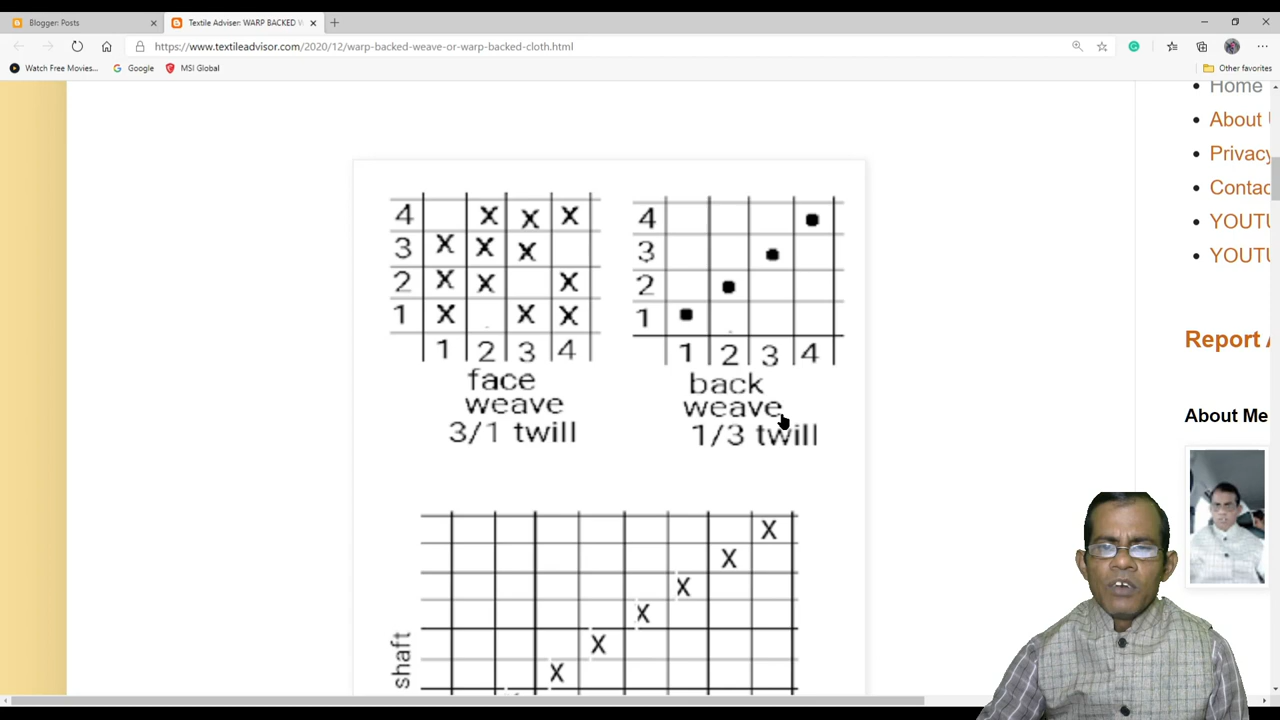 Blogger: Posts
Textile Adviser: WARP BACKED W
https://www.textileadvisor.com/2020/12/warp-backed-weave-or-warp-backed-cloth.html
Watch Free Movies...
Google
MSI Global
Other favorites
Home
About U
Privacy
Contac
YOUTU
YOUTU
4 X X X
3 X X X
2 X X X
1 X X X
1 2 3 4
face
weave
3/1 twill
4
3
2
1
1 2 3 4
back
weave
1/3 twill
X
X
X
X
X
X
shaft
Report A
About Me